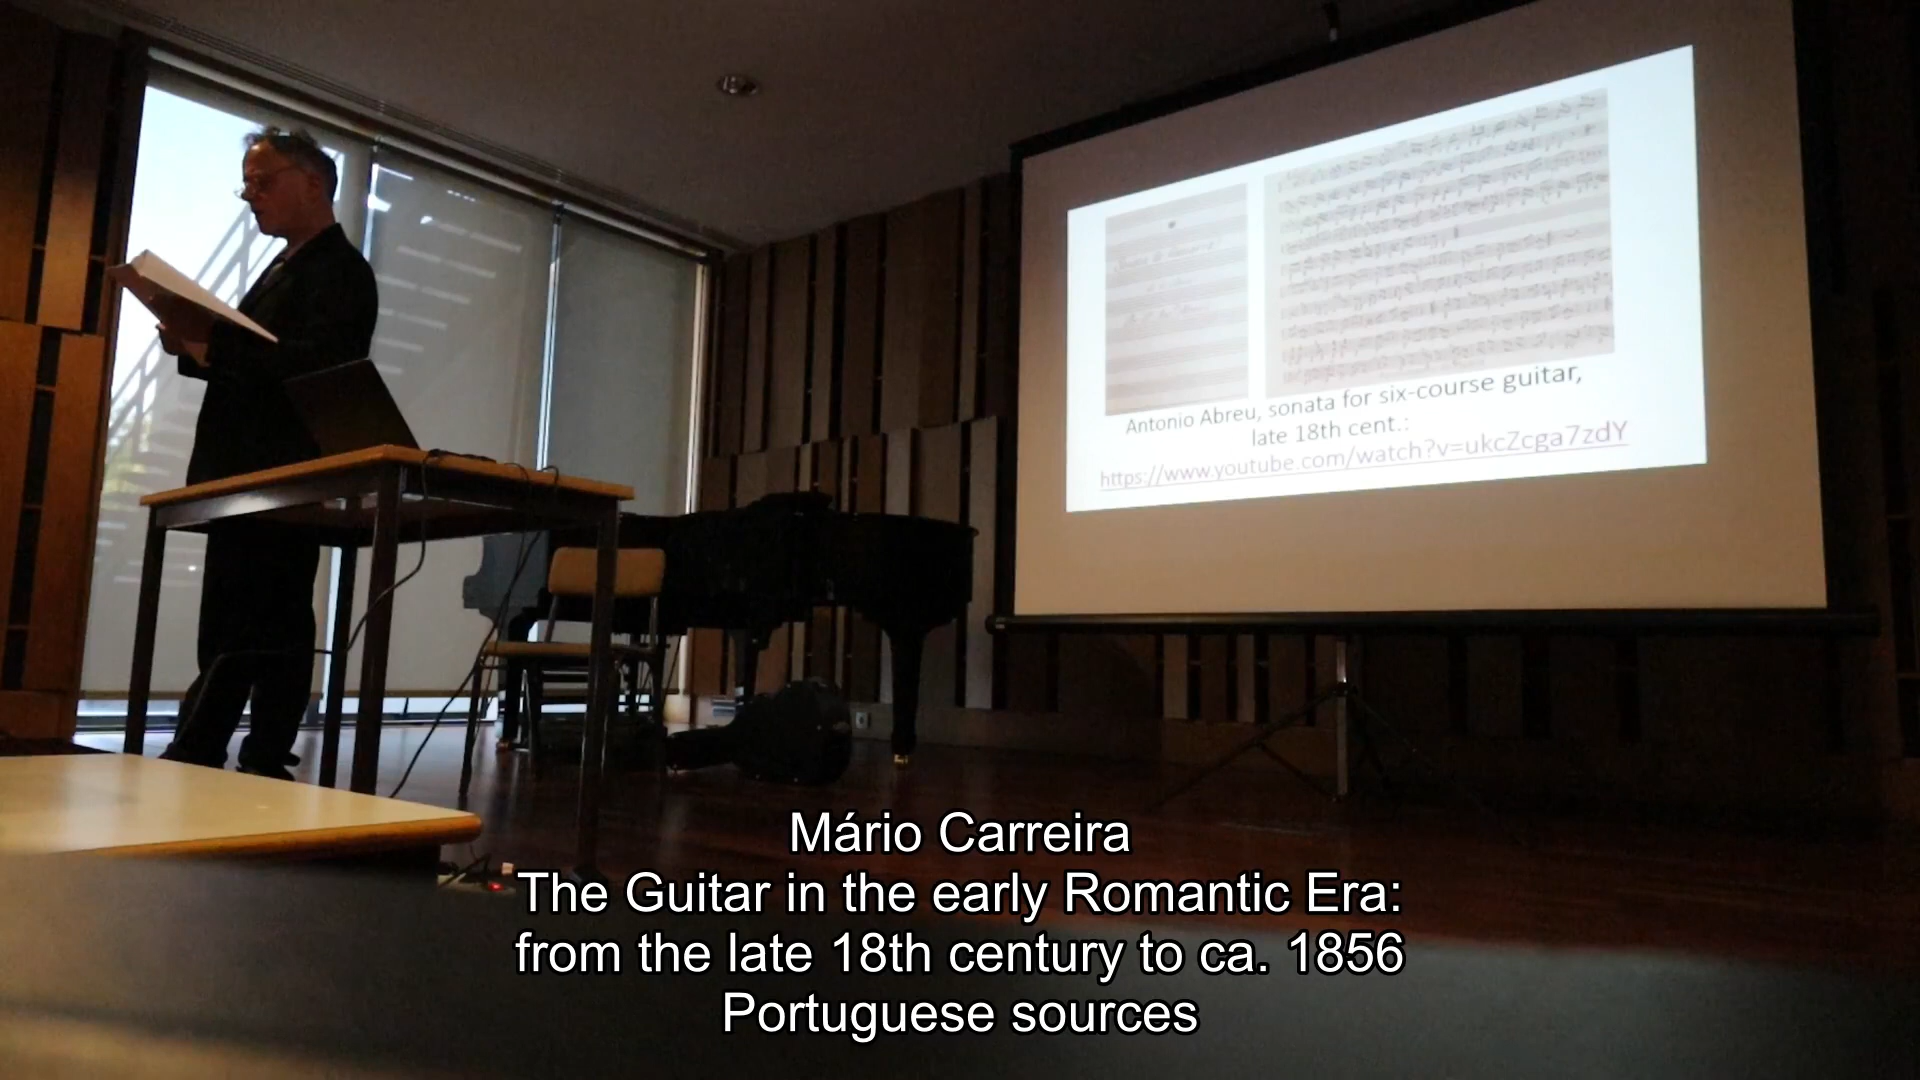 Antonio Abreu, sonata for six-course guitar,
late 18th cent.:
https://www.youtube.com/watch?v=ukcZcga7zdY
Mário Carreira
The Guitar in the early Romantic Era:
from the late 18th century to ca. 1856
Portuguese sources